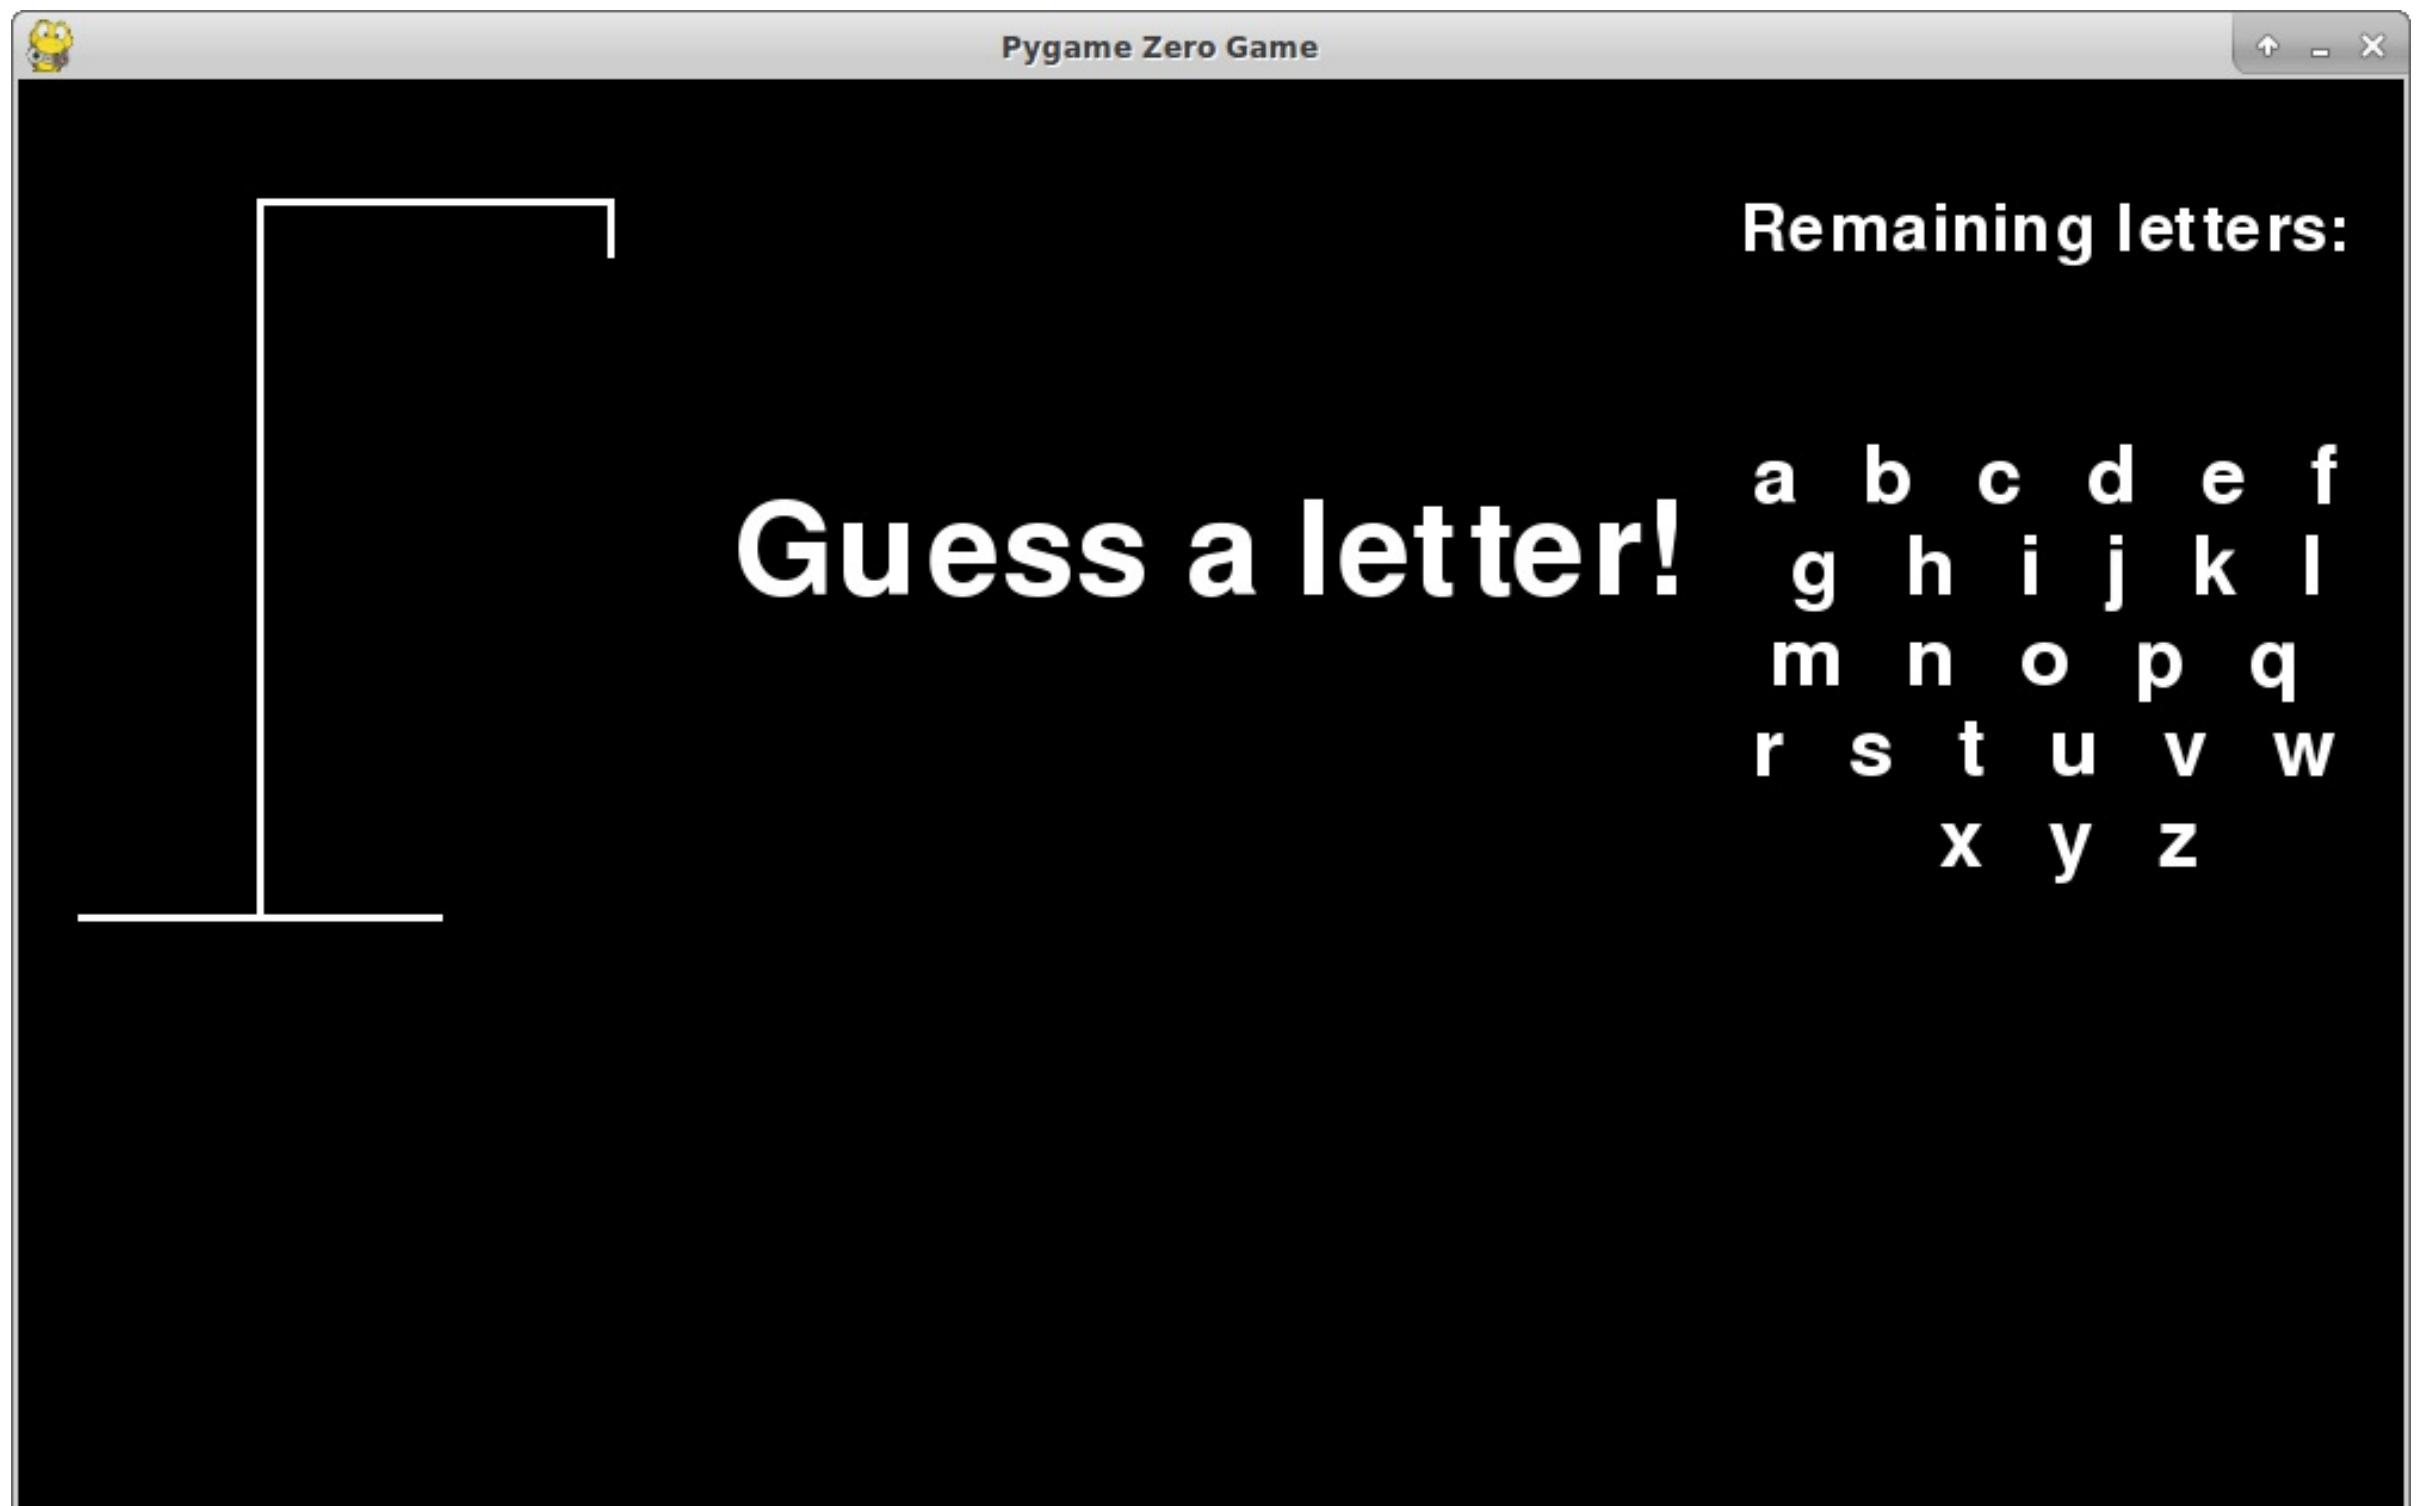 Pygame Zero Game
Remaining letters:
Guess a letter!
a b c d e f
g h i j k l
m n o p q
r s t u v w
x y z